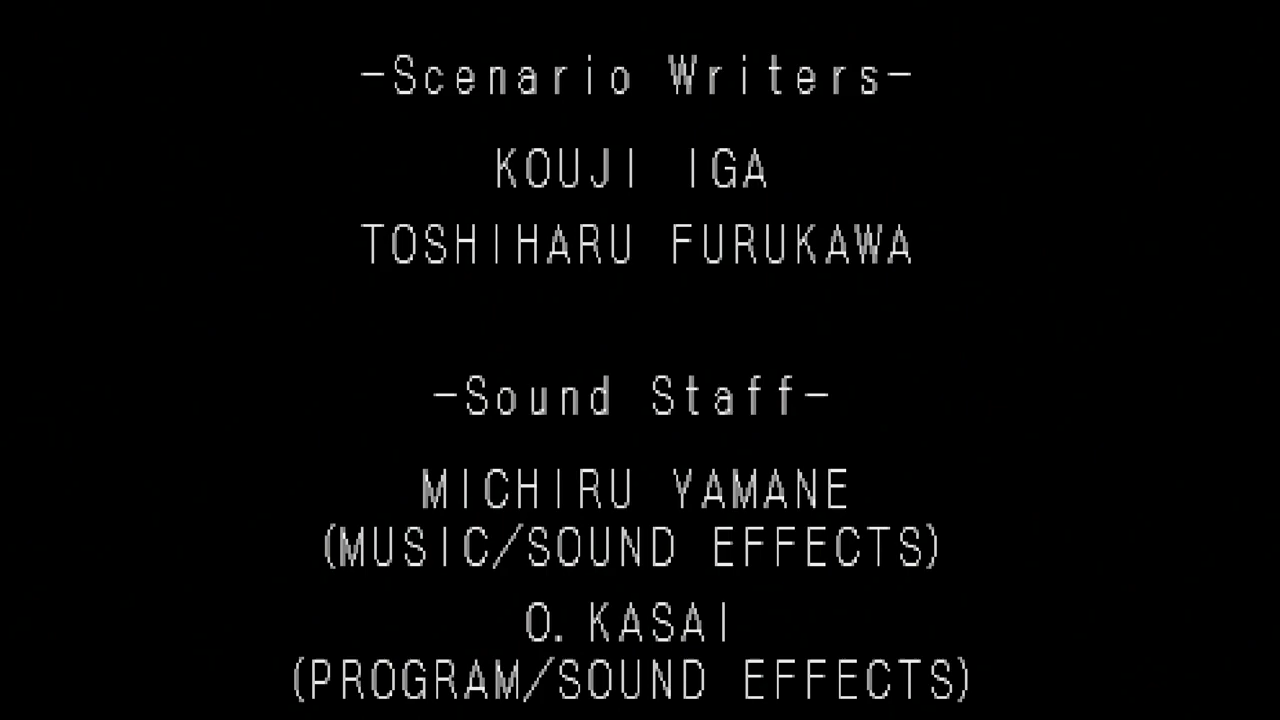 -Scenario Writers-
KOUJI IGA
TOSHIHARU FURUKAWA
-Sound Staff-
MICHIRU YAMANE
(MUSIC/SOUND EFFECTS)
O. KASAI
(PROGRAM/SOUND EFFECTS)